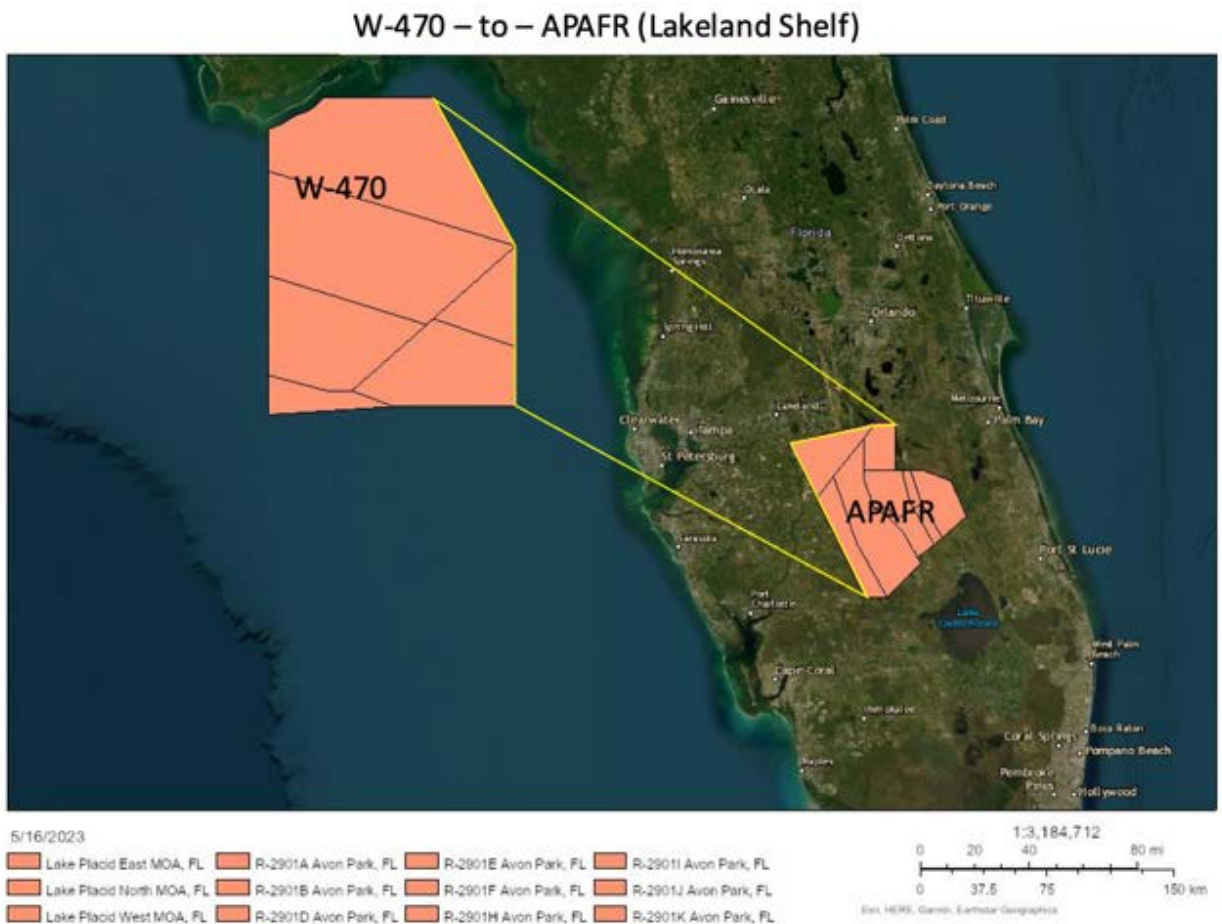 W-470 – to – APAFR (Lakeland Shelf)
Gainesville
Palm Coast
Daytona Beach
Port Orange
Ocala
W-470
Florida
Deltona
Homosassa
Springs
Titusville
Orlando
Spring Hill
Melbourne
Lakeland
Palm Bay
Clearwater
Tampa
St Petersburg
APAFR
Sarasota
Port St Lucie
Port
Charlotte
Lake
Okeechobee
West Palm
Beach
Cape Coral
Immokalee
Boca Raton
Coral Springs
Pompano Beach
Naples
Pembroke
Pines
Hollywood
5/16/2023
1:3,184,712
Lake Placid East MOA, FL
R-2901A Avon Park, FL
R-2901E Avon Park, FL
R-2901I Avon Park, FL
0 20 40 80 mi
Lake Placid North MOA, FL
R-2901B Avon Park, FL
R-2901F Avon Park, FL
R-2901J Avon Park, FL
0 37.5 75 150 km
Lake Placid West MOA, FL
R-2901D Avon Park, FL
R-2901H Avon Park, FL
R-2901K Avon Park, FL
Esri, HERE, Garmin, Earthstar Geographics